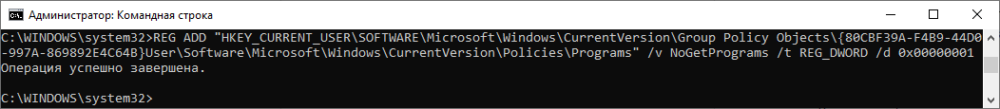 Администратор: Командная строка
C:\WINDOWS\system32>REG ADD "HKEY_CURRENT_USER\SOFTWARE\Microsoft\Windows\CurrentVersion\Group Policy Objects\{80CBF39A-F4B9-44D0
-997A-869892E4C64B}User\Software\Microsoft\Windows\CurrentVersion\Policies\Programs" /v NoGetPrograms /t REG_DWORD /d 0x00000001
Операция успешно завершена.
C:\WINDOWS\system32>